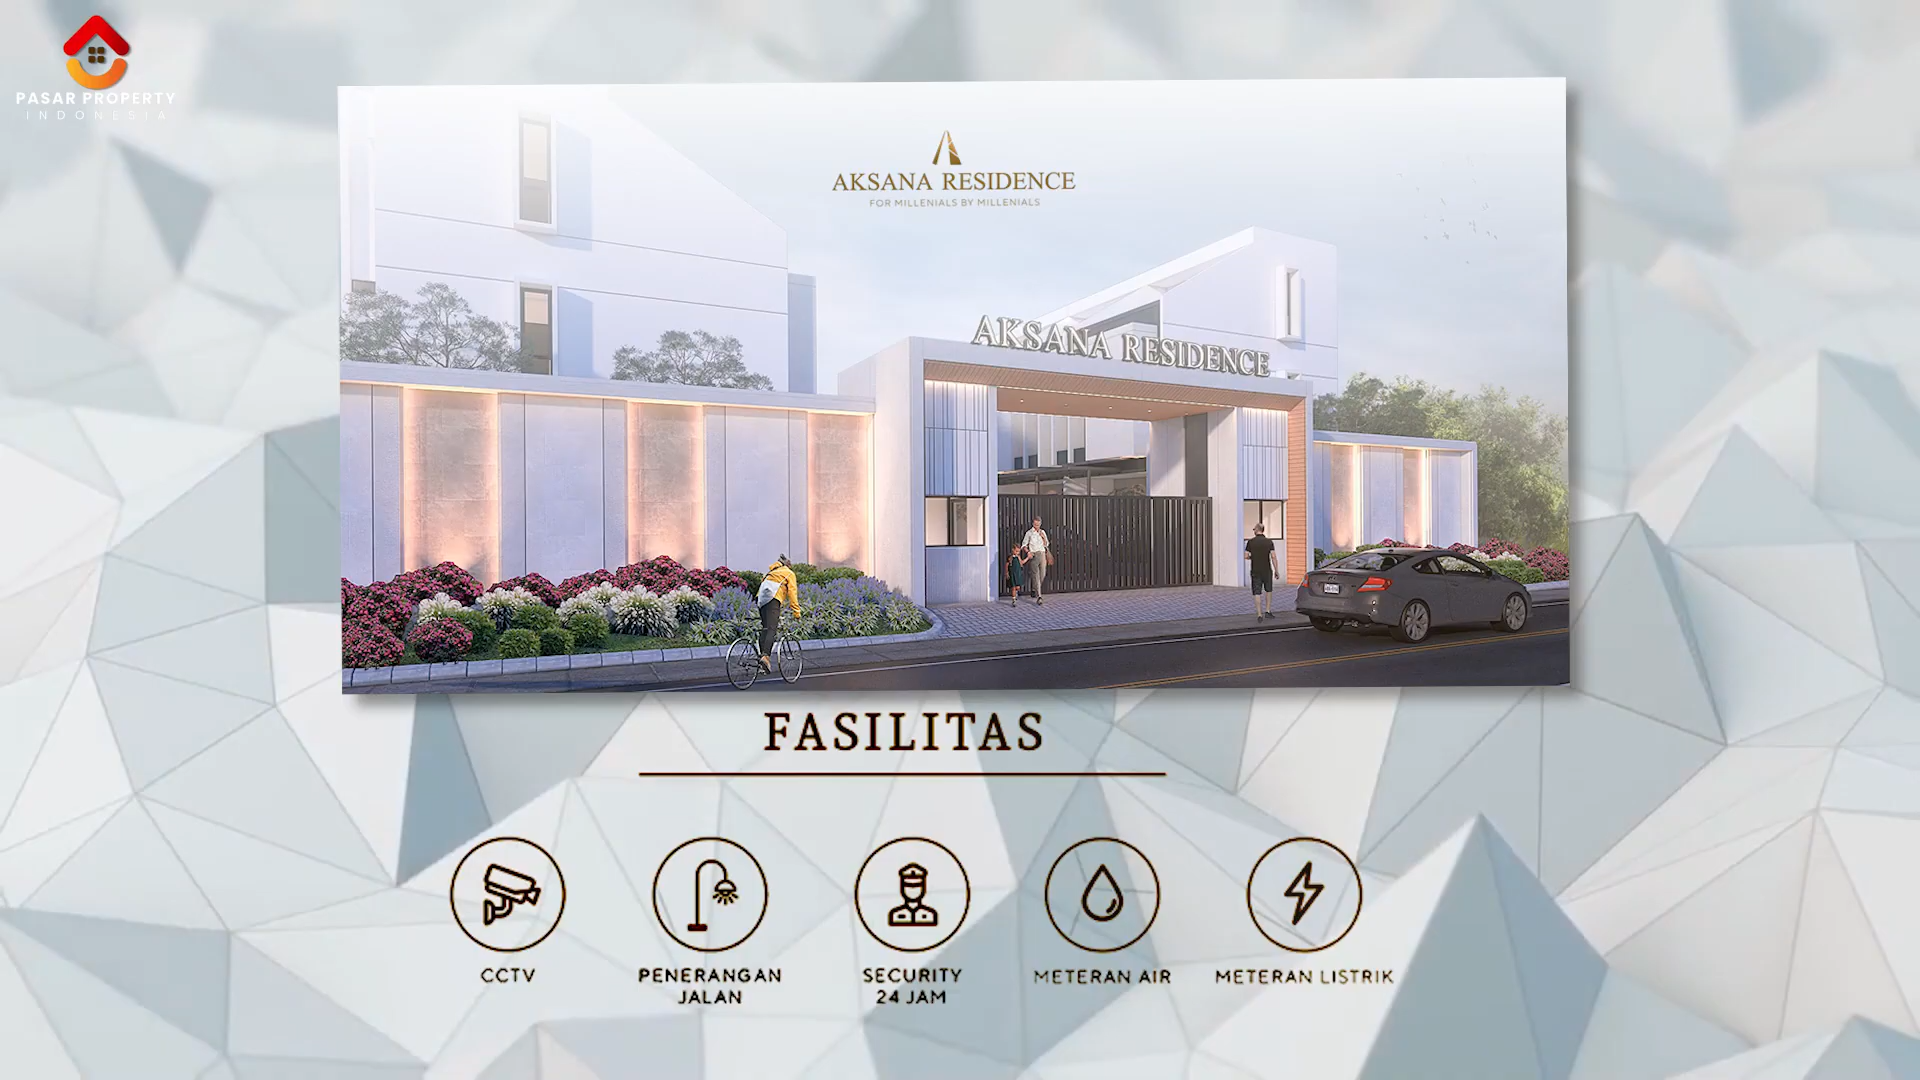 PASAR PROPERTY
INDONESIA
AKSANA RESIDENCE
FOR MILLENIALS BY MILLENIALS
AKSANA RESIDENCE
FASILITAS
CCTV
PENERANGAN
JALAN
SECURITY
24 JAM
METERAN AIR
METERAN LISTRIK